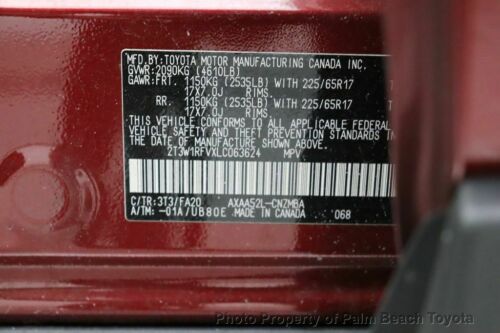 MFD.BY:TOYOTA MOTOR MANUFACTURING CANADA INC.
GVWR:2090KG (4610LB)
GAWR:FRT. 1150KG (2535LB) WITH 225/65R17
17X7.0J RIMS.
RR. 1150KG (2535LB) WITH 225/65R17
17X7.0J RIMS.
THIS VEHICLE CONFORMS TO ALL
APPLICABLE FEDERAL MOTOR VEHICLE
SAFETY STANDARDS IN EFFECT ON THE
DATE OF MANUFACTURE SHOWN ABOVE.
2T3W1RFVXLC063624 MPV
C/TR:3T3/FA20 AXAA52L-CNZMBA
A/TM:-01A/UB80E MADE IN CANADA 068
Photo Property of Palm Beach Toyota